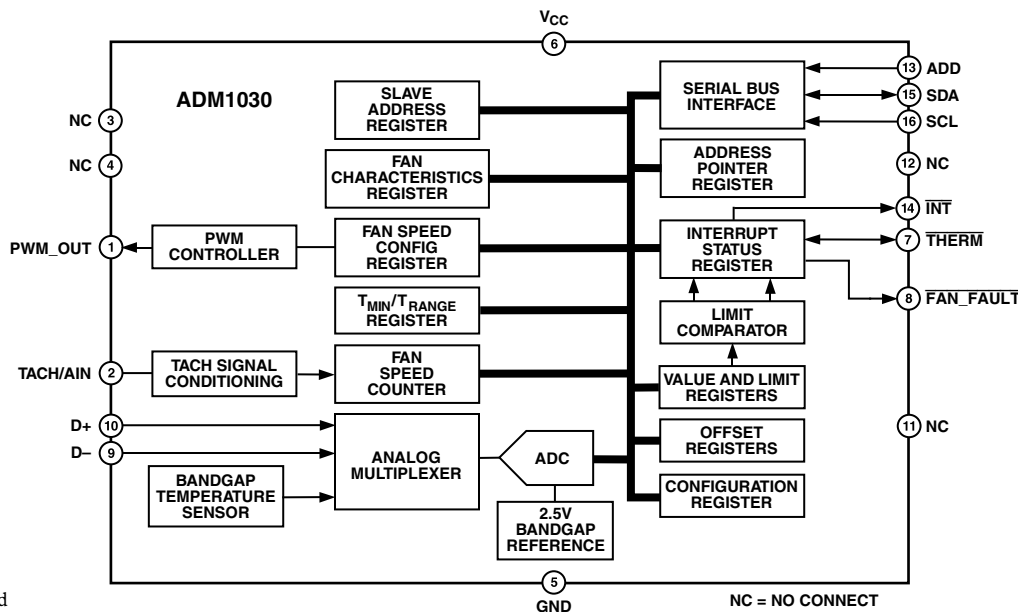 VCC
6
ADM1030
NC 3
NC 4
PWM_OUT 1
TACH/AIN 2
D+ 10
D– 9
PWM
CONTROLLER
TACH SIGNAL
CONDITIONING
BANDGAP
TEMPERATURE
SENSOR
SLAVE
ADDRESS
REGISTER
FAN
CHARACTERISTICS
REGISTER
FAN SPEED
CONFIG
REGISTER
TMIN/TRANGE
REGISTER
FAN
SPEED
COUNTER
ANALOG
MULTIPLEXER
ADC
2.5V
BANDGAP
REFERENCE
SERIAL BUS
INTERFACE
ADDRESS
POINTER
REGISTER
INTERRUPT
STATUS
REGISTER
LIMIT
COMPARATOR
VALUE AND LIMIT
REGISTERS
OFFSET
REGISTERS
CONFIGURATION
REGISTER
13 ADD
15 SDA
16 SCL
12 NC
14 INT
7 THERM
8 FAN_FAULT
11 NC
5
GND
NC = NO CONNECT
d